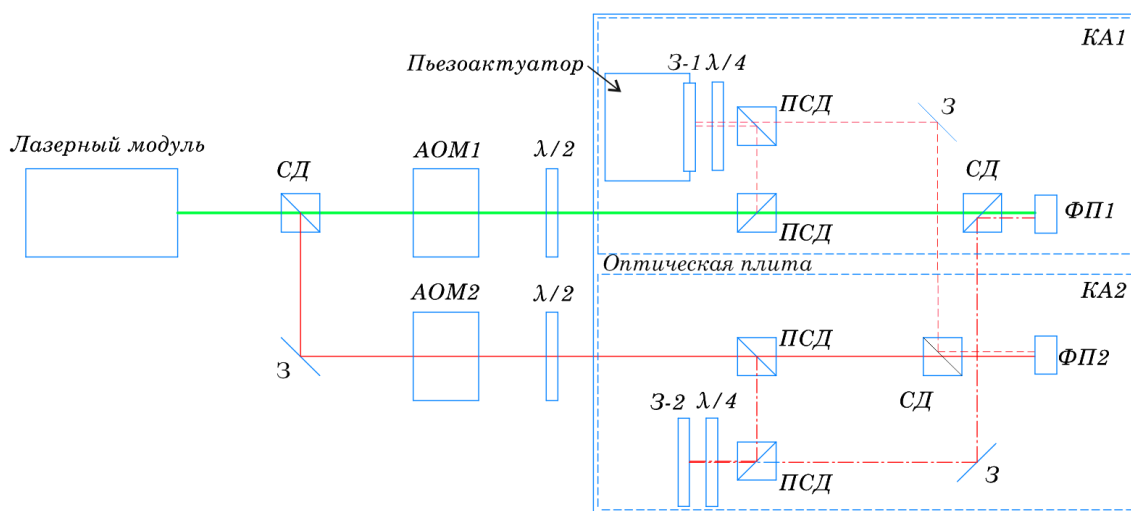 КА1
Пьезоактуатор
З-1 λ/4
ПСД
З
Лазерный модуль
СД
АОМ1
λ/2
СД
ФП1
ПСД
Оптическая плита
КА2
АОМ2
λ/2
ПСД
ФП2
З
СД
З-2 λ/4
ПСД
З